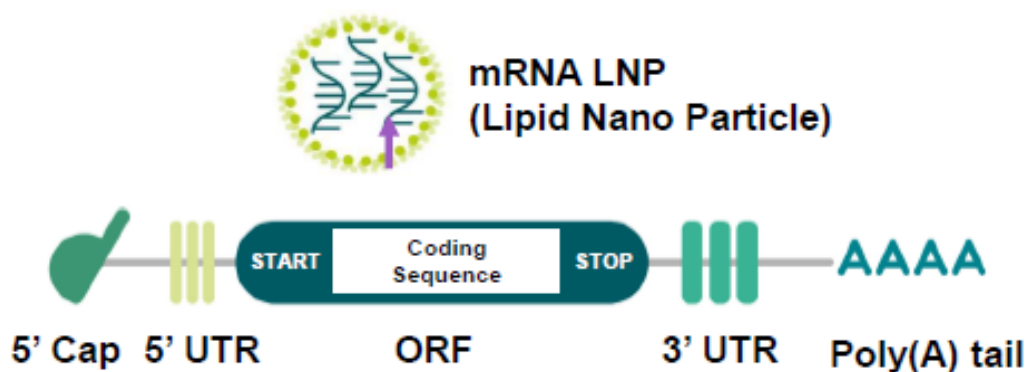 mRNA LNP
(Lipid Nano Particle)
START
Coding
Sequence
STOP
AAAA
5’ Cap
5’ UTR
ORF
3’ UTR
Poly(A) tail